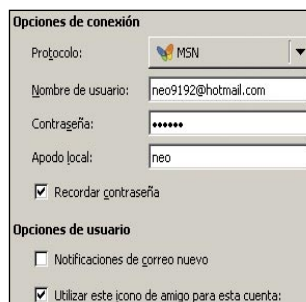 Opciones de conexión
Protocolo: MSN
Nombre de usuario: neo9192@hotmail.com
Contraseña: ••••••
Apodo local: neo
Recordar contraseña
Opciones de usuario
Notificaciones de correo nuevo
Utilizar este icono de amigo para esta cuenta: